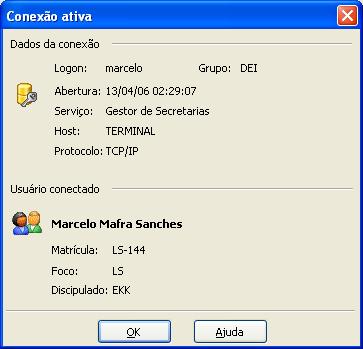 Conexão ativa
Dados da conexão
Logon: marcelo Grupo: DEI
Abertura: 13/04/06 02:29:07
Serviço: Gestor de Secretarias
Host: TERMINAL
Protocolo: TCP/IP
Usuário conectado
Marcelo Mafra Sanches
Matrícula: LS-144
Foco: LS
Discipulado: EKK
OK Ajuda